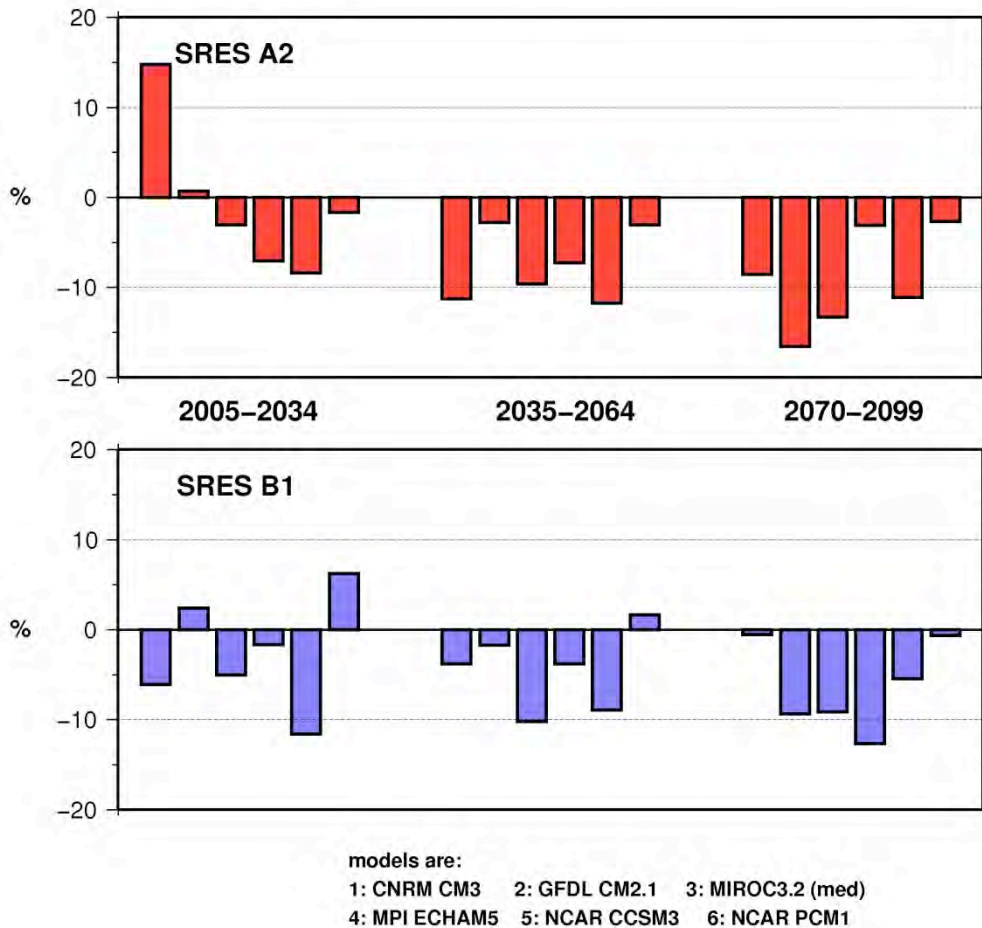 20
SRES A2
10
%
0
−10
−20
2005−2034 2035−2064 2070−2099
20
SRES B1
10
%
0
−10
−20
models are:
1: CNRM CM3 2: GFDL CM2.1 3: MIROC3.2 (med)
4: MPI ECHAM5 5: NCAR CCSM3 6: NCAR PCM1